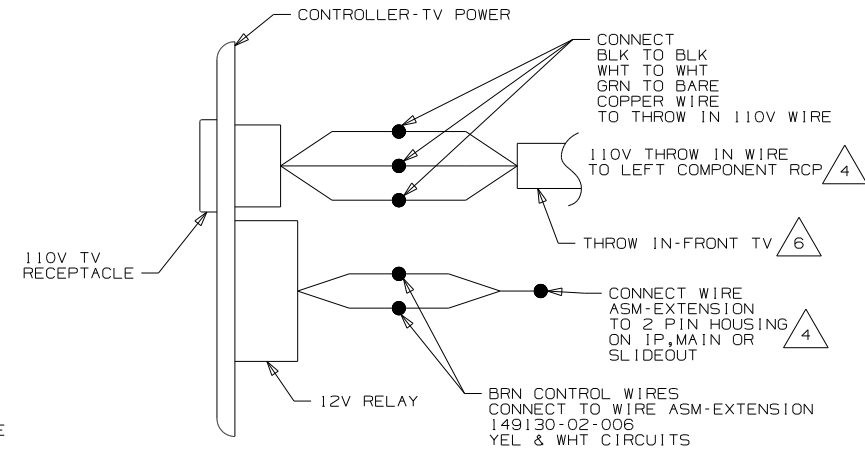 CONTROLLER-TV POWER
CONNECT
BLK TO BLK
WHT TO WHT
GRN TO BARE
COPPER WIRE
TO THROW IN 110V WIRE
110V THROW IN WIRE
TO LEFT COMPONENT RCP
4
THROW IN-FRONT TV
6
110V TV
RECEPTACLE
CONNECT WIRE
ASM-EXTENSION
TO 2 PIN HOUSING
ON IP,MAIN OR
SLIDEOUT
4
12V RELAY
BRN CONTROL WIRES
CONNECT TO WIRE ASM-EXTENSION
149130-02-006
YEL & WHT CIRCUITS
E